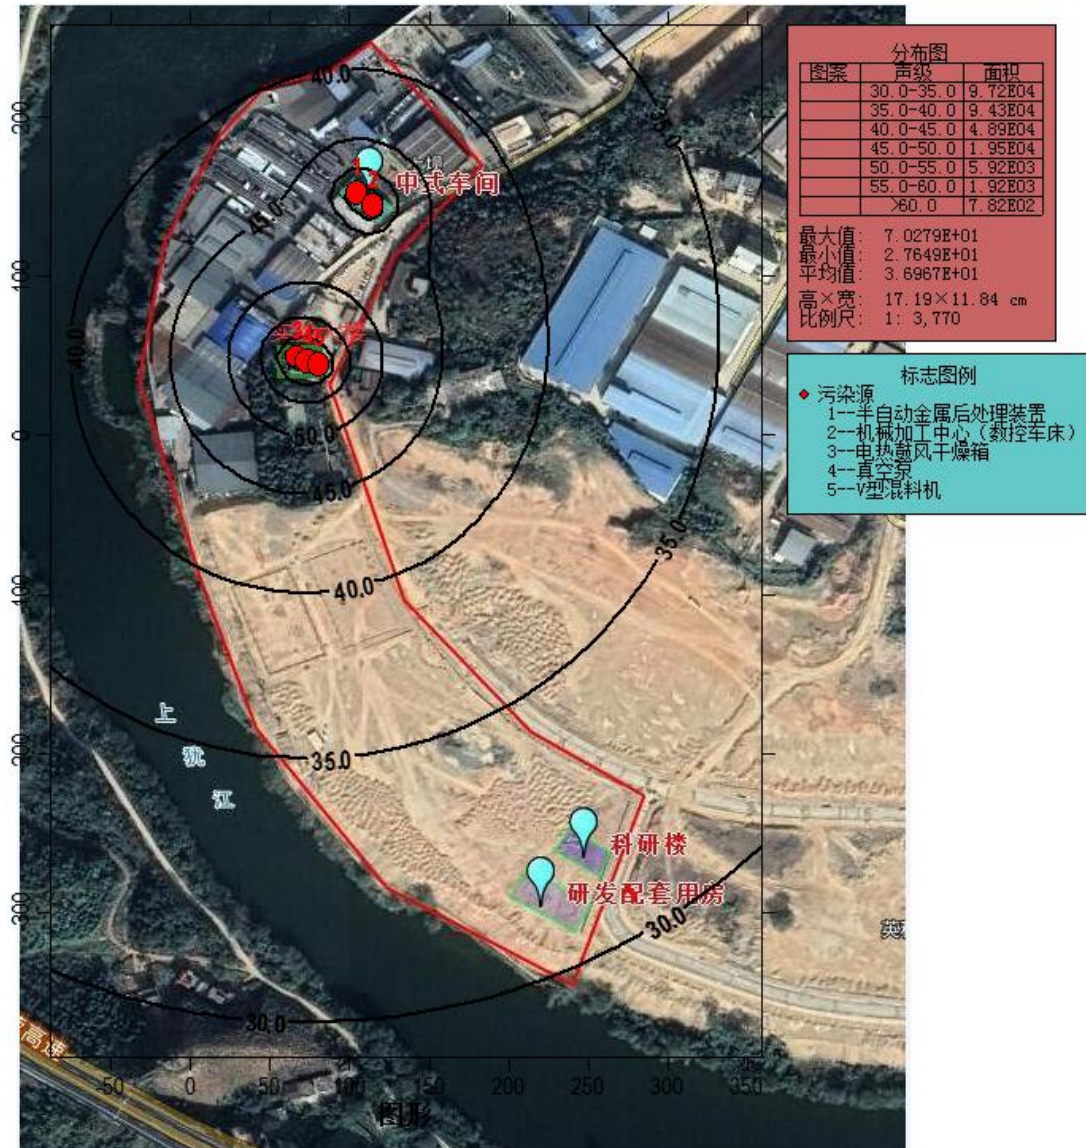 分布图
图案 声级 面积
30.0-35.0 9.72E04
35.0-40.0 9.43E04
40.0-45.0 4.89E04
45.0-50.0 1.95E04
50.0-55.0 5.92E03
55.0-60.0 1.92E03
>60.0 7.82E02
最大值: 7.0279E+01
最小值: 2.7649E+01
平均值: 3.6967E+01
高×宽: 17.19×11.84 cm
比例尺: 1: 3,770
标志图例
污染源
1--半自动金属后处理装置
2--机械加工中心（数控车床）
3--电热鼓风干燥箱
4--真空泵
5--V型混料机
40.0
35.0
200
中式车间
45.0
100
40.0
50.0
0
45.0
35.0
40.0
100
200
35.0
上
犹
江
科研楼
研发配套用房
300
30.0
英
30.0
高速
-50 0 50 100 150 200 250 300 350
图形